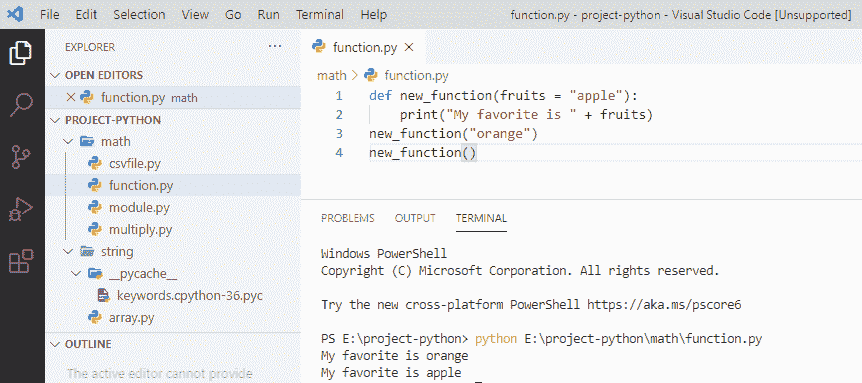 File Edit Selection View Go Run Terminal Help function.py - project-python - Visual Studio Code [Unsupported]
EXPLORER ...
OPEN EDITORS
function.py math
PROJECT-PYTHON
math
csvfile.py
function.py
module.py
multiply.py
string
__pycache__
keywords.cpython-36.pyc
array.py
OUTLINE
The active editor cannot provide
function.py
math > function.py
1 def new_function(fruits = "apple"):
2 print("My favorite is " + fruits)
3 new_function("orange")
4 new_function()
PROBLEMS OUTPUT TERMINAL
Windows PowerShell
Copyright (C) Microsoft Corporation. All rights reserved.
Try the new cross-platform PowerShell https://aka.ms/pscore6
PS E:\project-python> python E:\project-python\math\function.py
My favorite is orange
My favorite is apple